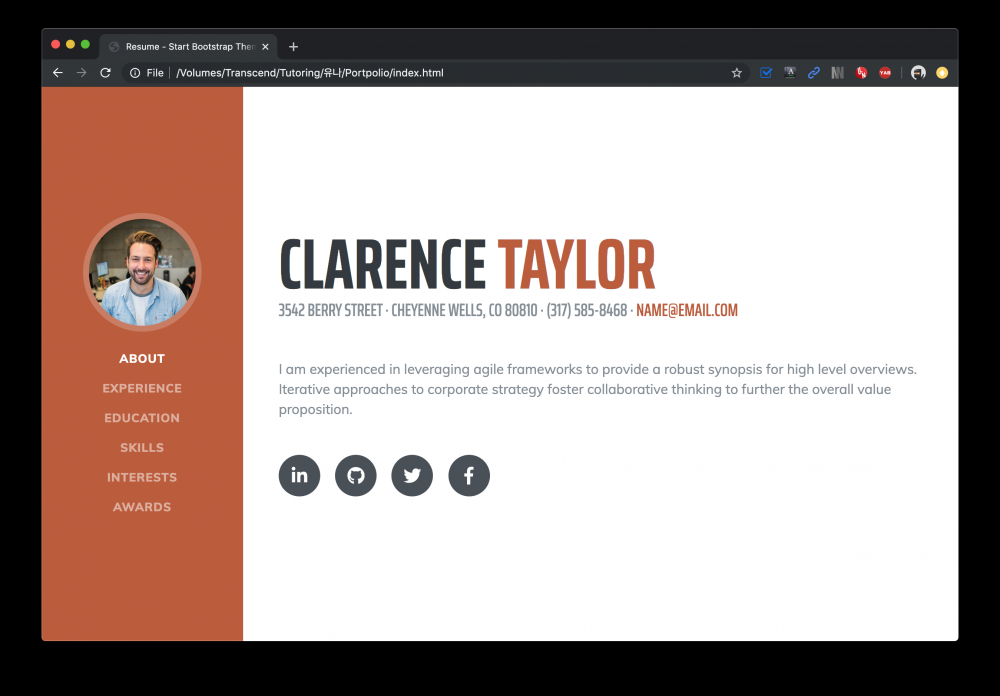 Resume - Start Bootstrap Ther
File
/Volumes/Transcend/Tutoring/유나/Portpolio/index.html
CLARENCE TAYLOR
3542 BERRY STREET · CHEYENNE WELLS, CO 80810 · (317) 585-8468 · NAME@EMAIL.COM
I am experienced in leveraging agile frameworks to provide a robust synopsis for high level overviews.
Iterative approaches to corporate strategy foster collaborative thinking to further the overall value
proposition.
in
ABOUT
EXPERIENCE
EDUCATION
SKILLS
INTERESTS
AWARDS